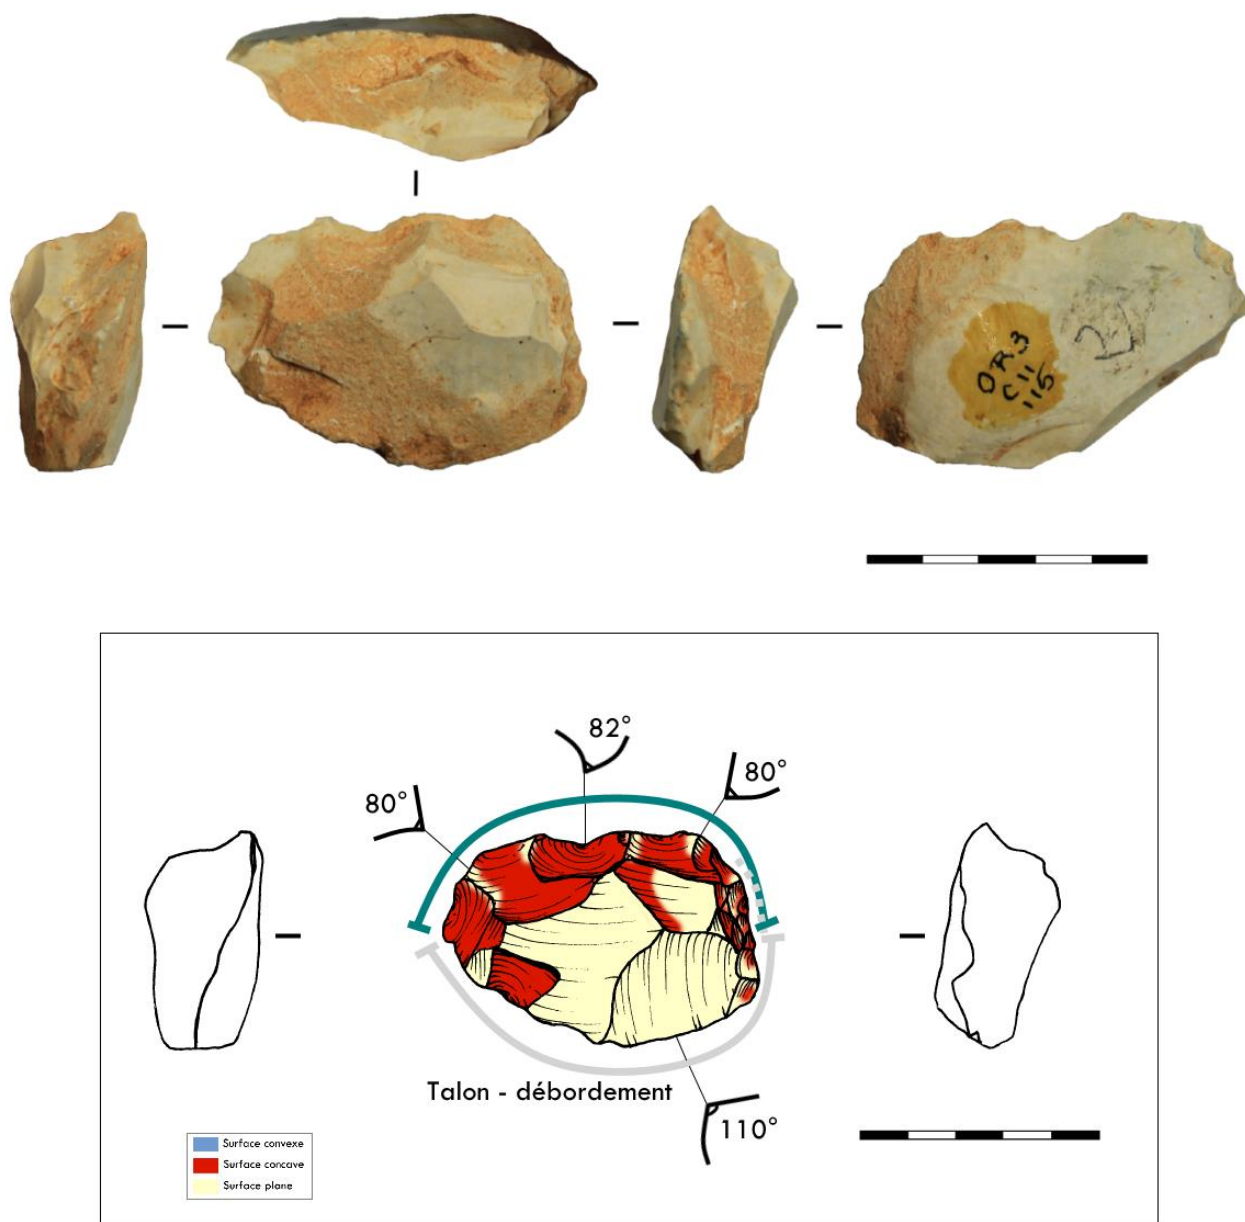 OR3
C11
115
82°
80°
80°
Talon - débordement
110°
Surface convexe
Surface concave
Surface plane